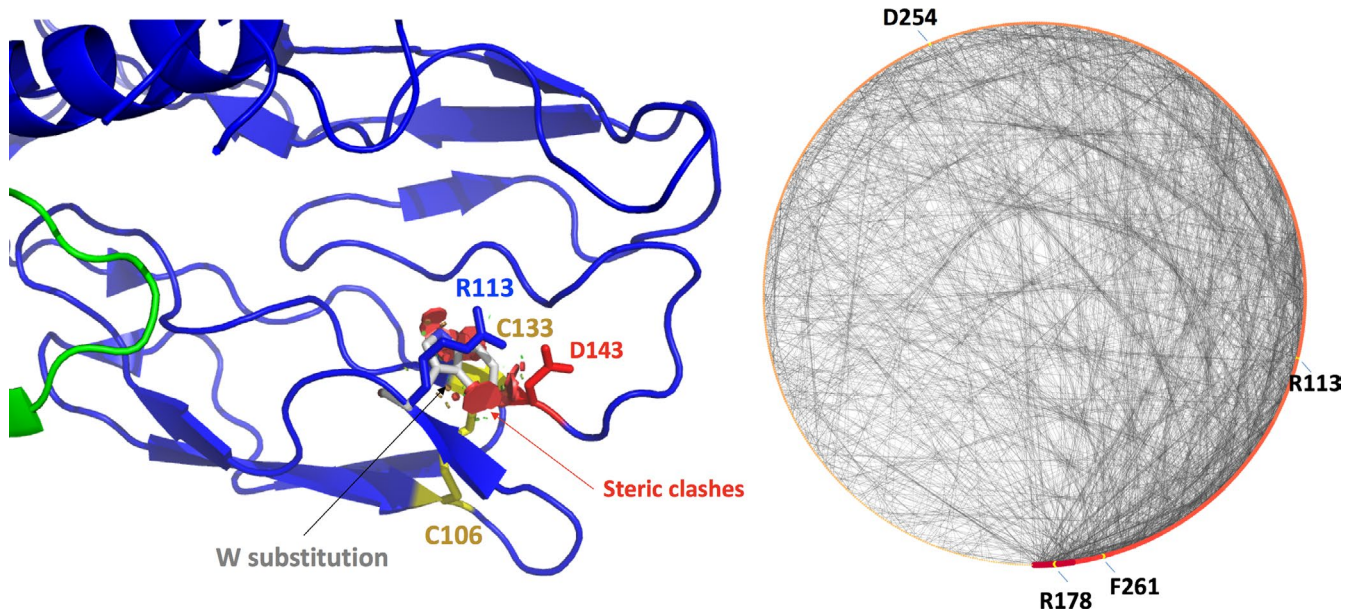 R113
C133
D143
Steric clashes
C106
W substitution
D254
R113
F261
R178